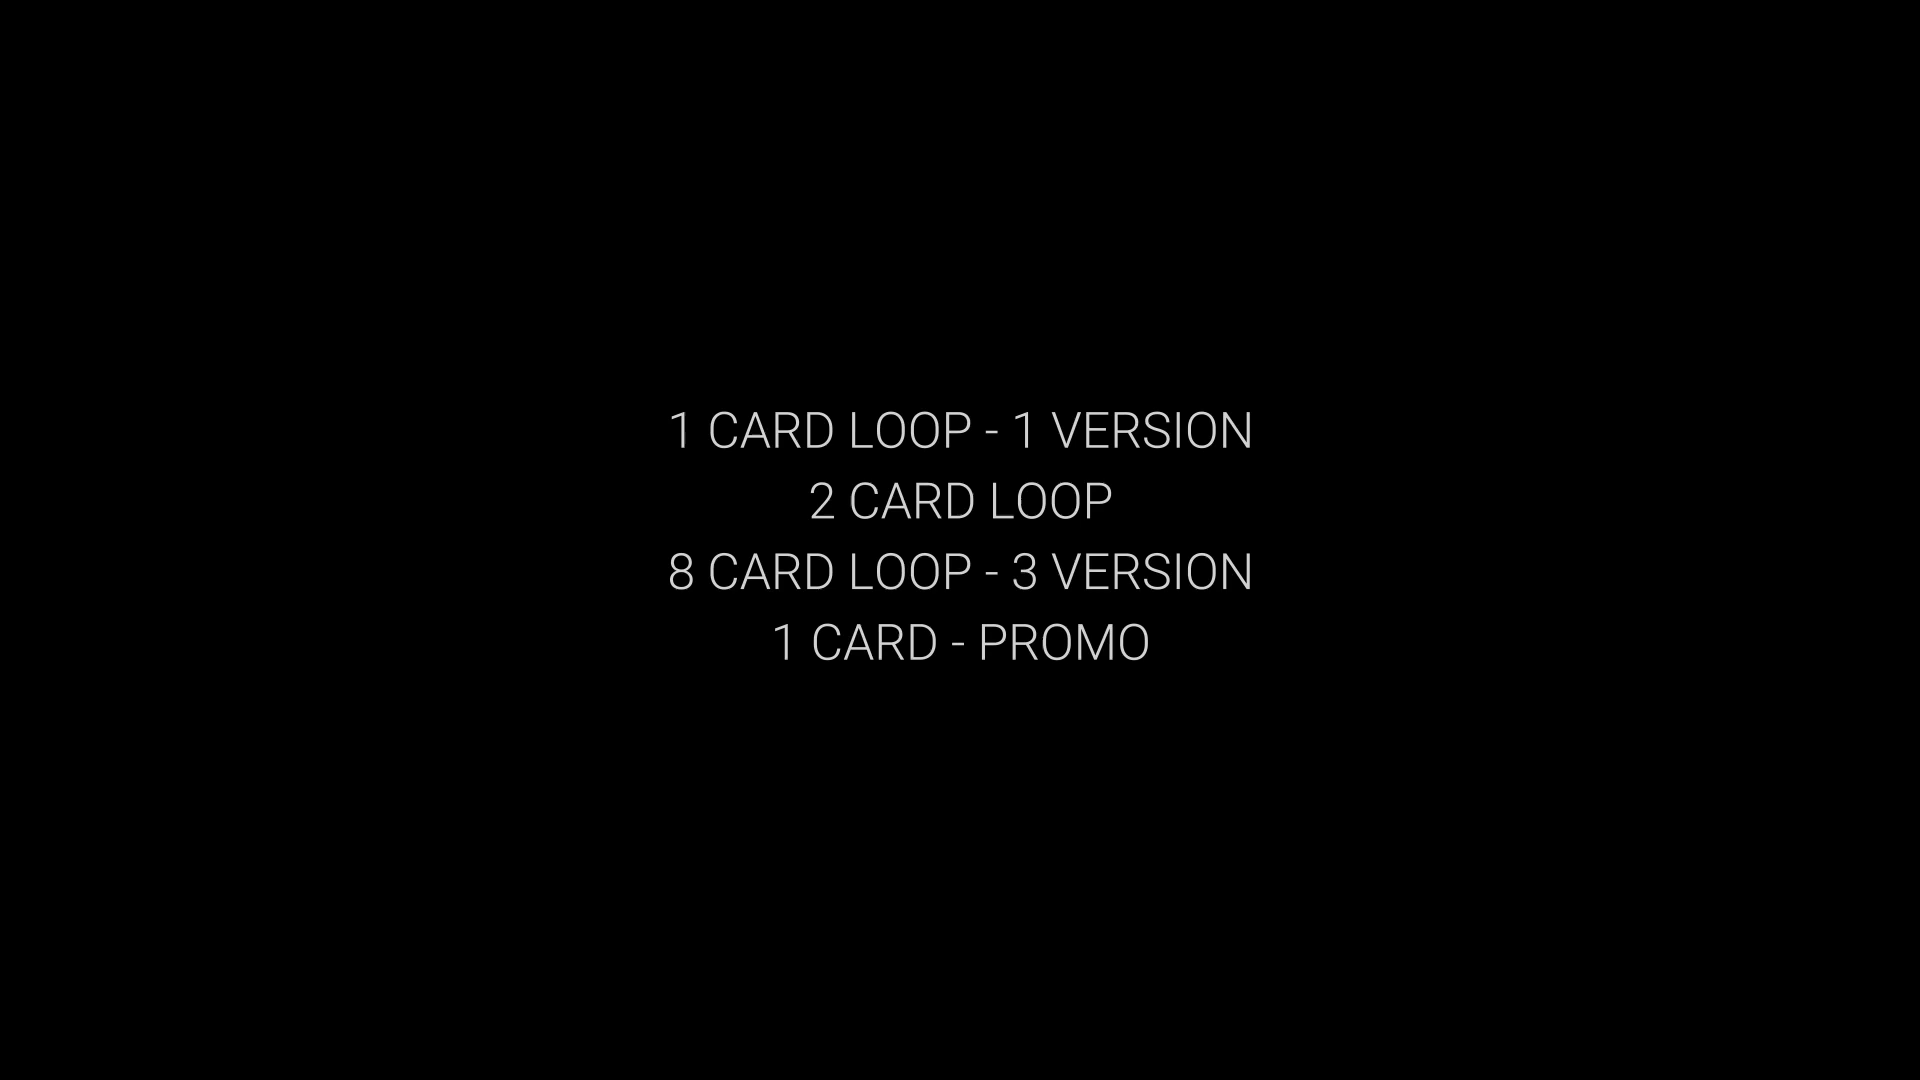 1 CARD LOOP - 1 VERSION
2 CARD LOOP
8 CARD LOOP - 3 VERSION
1 CARD - PROMO